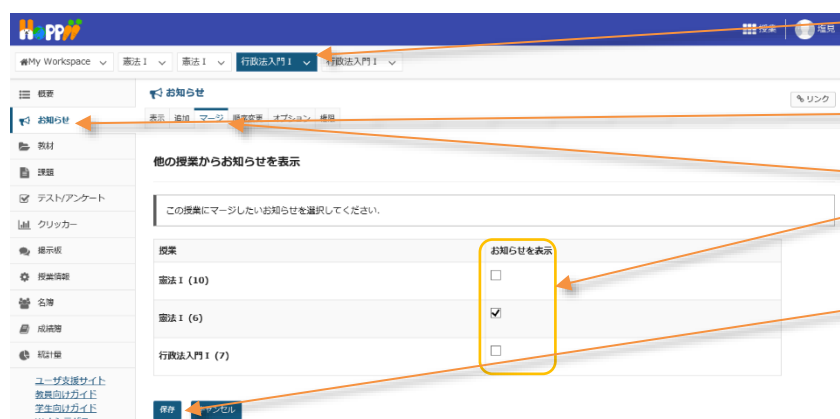 Hoppii
授業
塩見
My Workspace
憲法 I
憲法 I
行政法入門 I
行政法入門 I
概要
お知らせ
教材
課題
テスト/アンケート
クリッカー
掲示板
授業情報
名簿
成績簿
統計量
ユーザ支援サイト
教員向けガイド
学生向けガイド
お知らせ
リンク
表示 追加 マージ 順序変更 オプション 権限
他の授業からお知らせを表示
この授業にマージしたいお知らせを選択してください.
授業 お知らせを表示
憲法 I (10)
憲法 I (6)
行政法入門 I (7)
保存 キャンセル